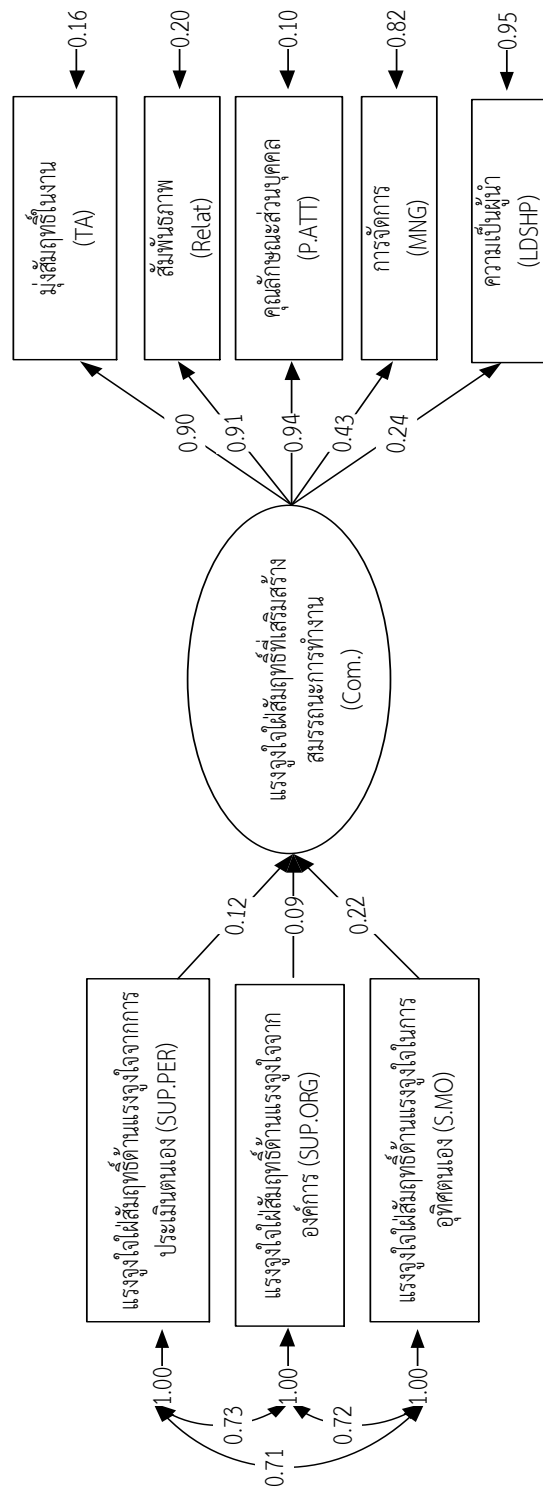 0.71
0.73
0.72
1.00
1.00
1.00
แรงจูงใจใฝ่สัมฤทธิ์ด้านแรงจูงใจจากการ
ประเมินตนเอง (SUP.PER)
แรงจูงใจใฝ่สัมฤทธิ์ด้านแรงจูงใจจาก
องค์การ (SUP.ORG)
แรงจูงใจใฝ่สัมฤทธิ์ด้านแรงจูงใจในการ
อุทิศตนเอง (S.MO)
0.12
0.09
0.22
แรงจูงใจใฝ่สัมฤทธิ์ที่เสริมสร้าง
สมรรถนะการทำงาน
(Com.)
0.90
0.91
0.94
0.43
0.24
มุ่งสัมฤทธิ์ในงาน
(TA)
0.16
สัมพันธภาพ
(Relat)
0.20
คุณลักษณะส่วนบุคคล
(P.ATT)
0.10
การจัดการ
(MNG)
0.82
ความเป็นผู้นำ
(LDSHP)
0.95